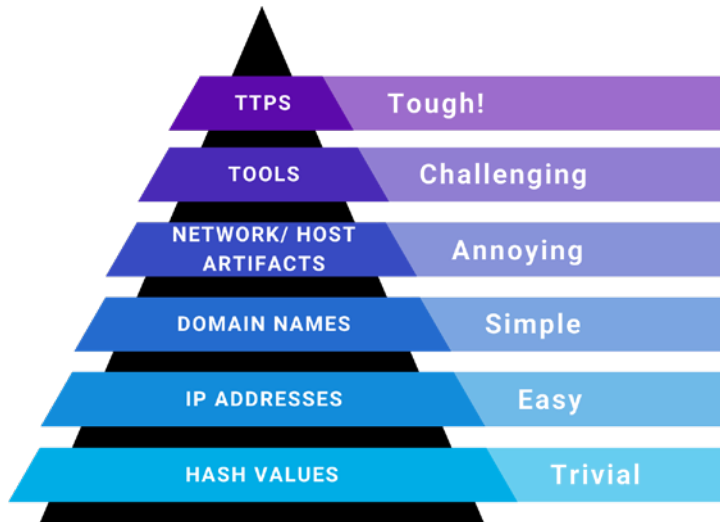 TTPS Tough!
TOOLS Challenging
NETWORK/ HOST
ARTIFACTS Annoying
DOMAIN NAMES Simple
IP ADDRESSES Easy
HASH VALUES Trivial